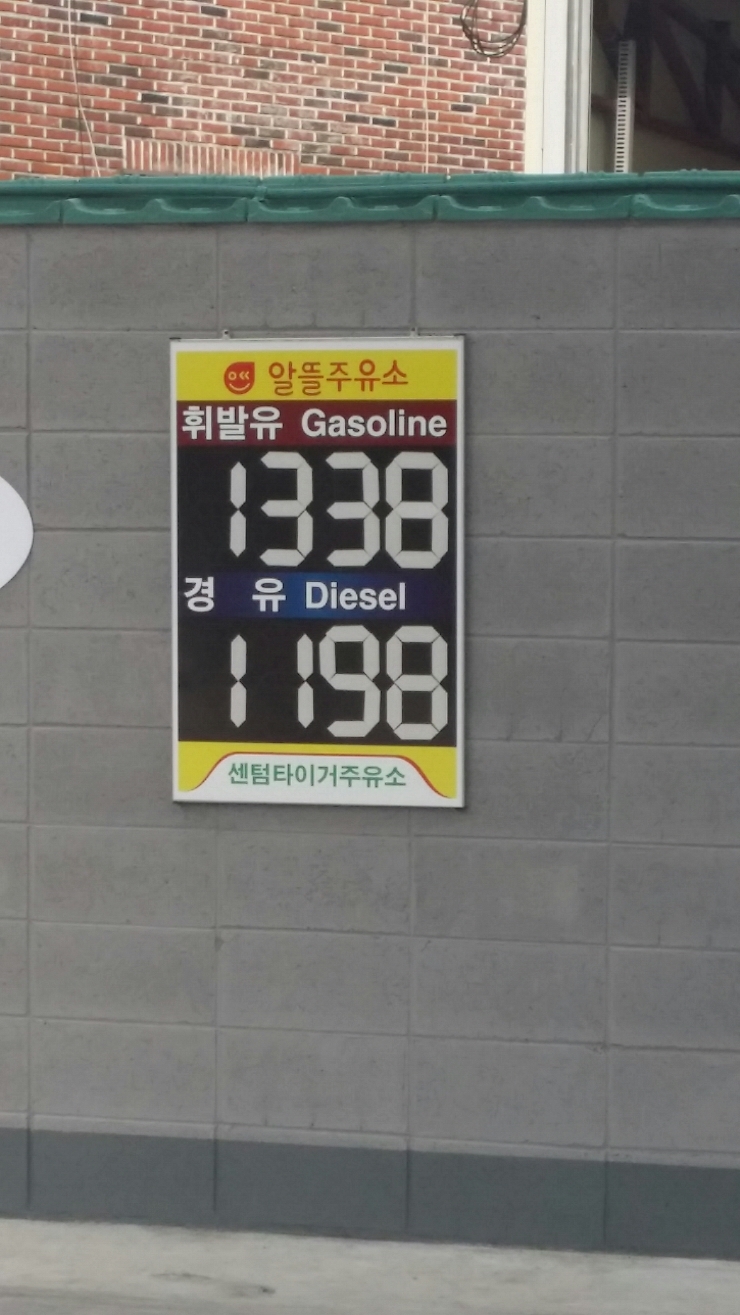 알뜰주유소
휘발유 Gasoline
1338
경 유 Diesel
1198
센텀타이거주유소